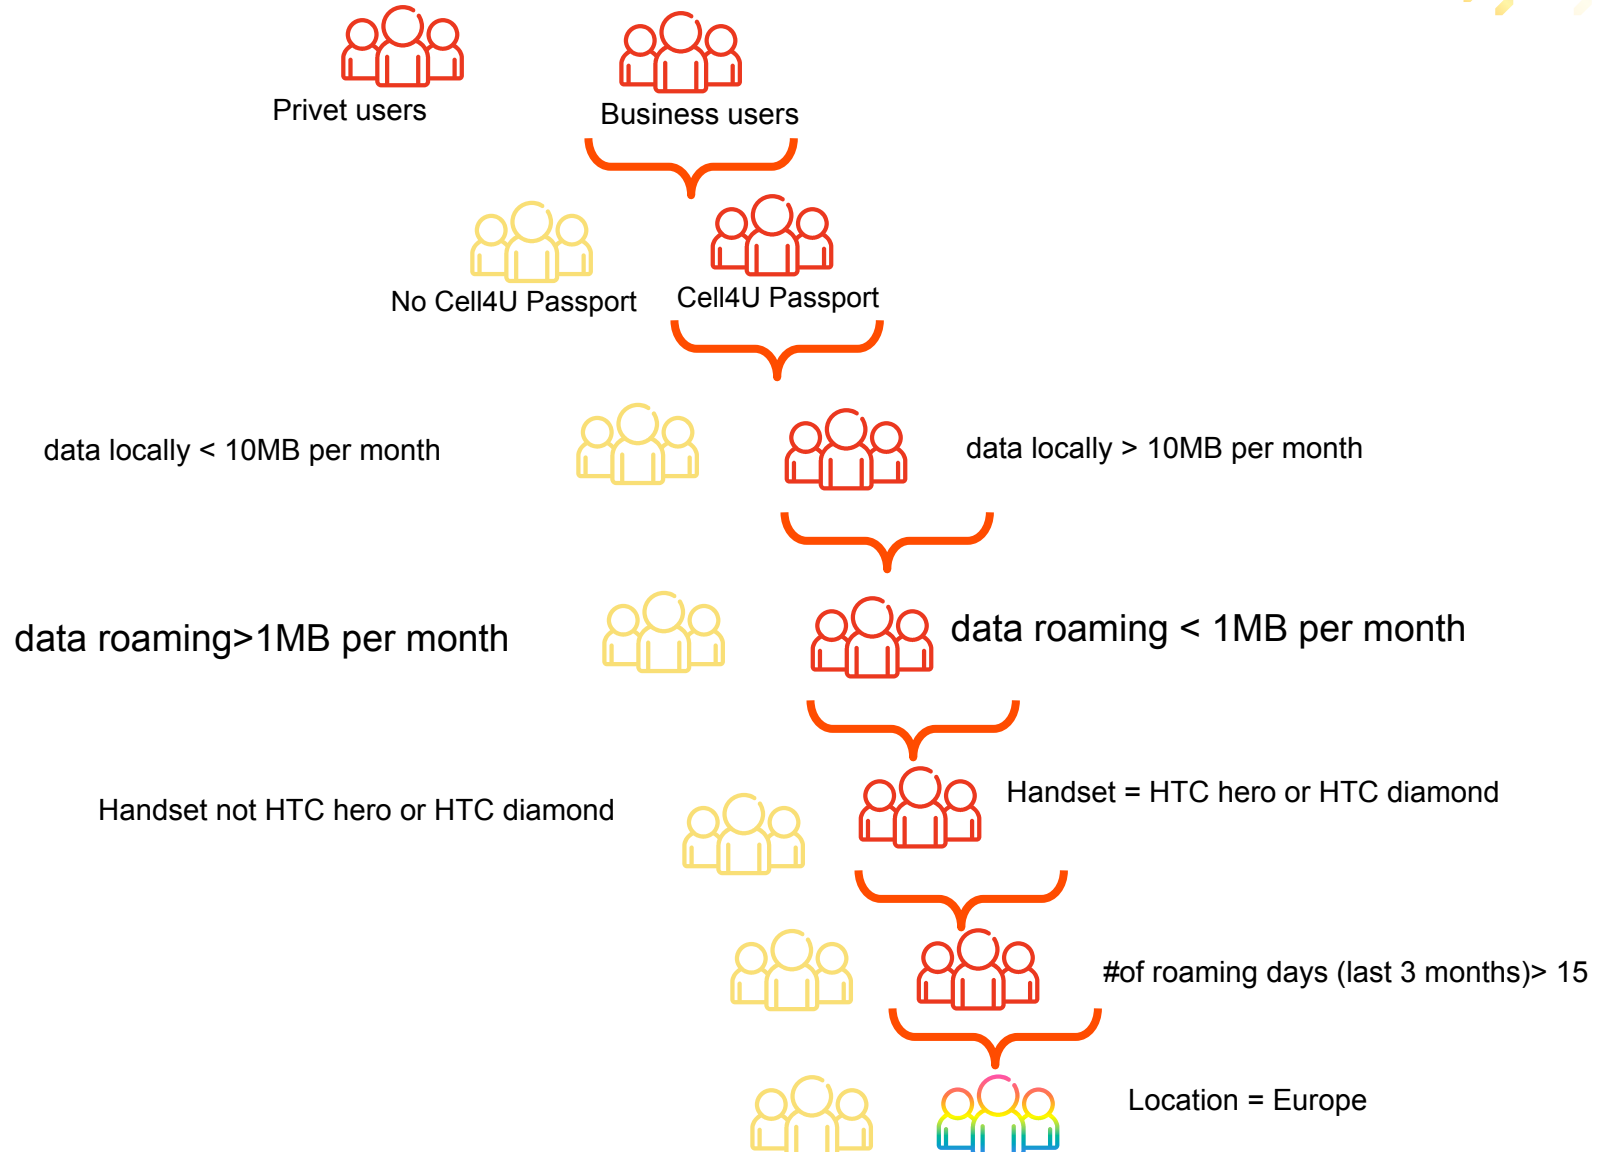 Privet users
Business users
No Cell4U Passport
Cell4U Passport
data locally < 10MB per month
data locally > 10MB per month
data roaming>1MB per month
data roaming < 1MB per month
Handset not HTC hero or HTC diamond
Handset = HTC hero or HTC diamond
#of roaming days (last 3 months)> 15
Location = Europe